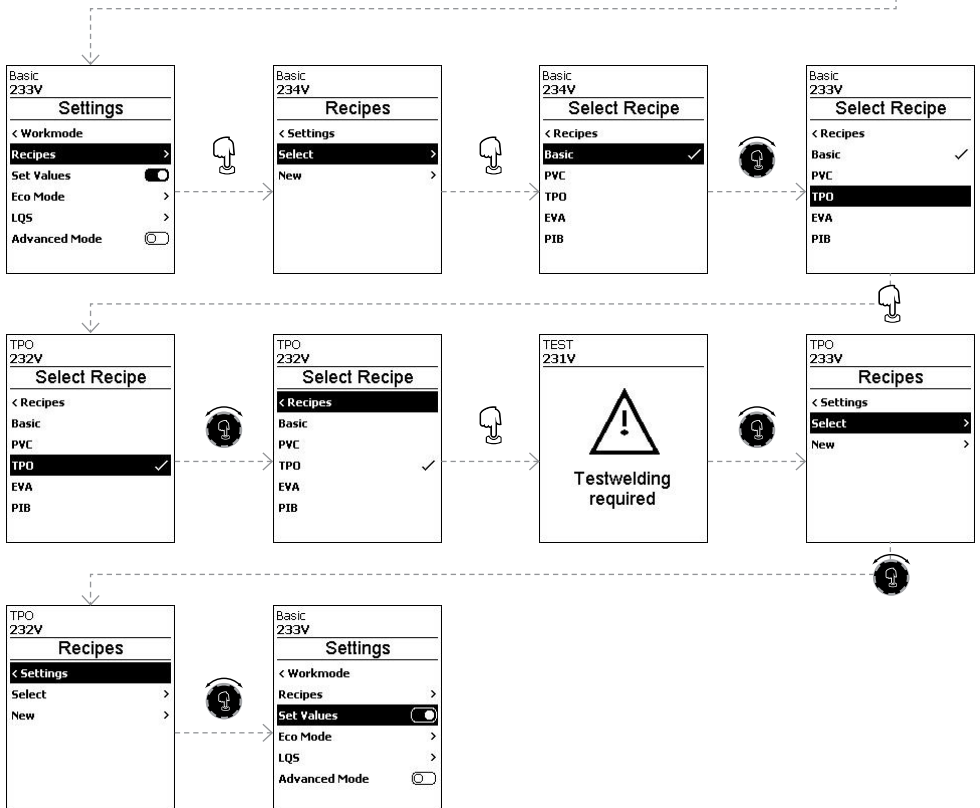 Basic
233V
Settings
< Workmode
Recipes >
Set Values
Eco Mode >
LQS >
Advanced Mode
Basic
234V
Recipes
< Settings
Select >
New >
Basic
234V
Select Recipe
< Recipes
Basic ✓
PVC
TPO
EVA
PIB
Basic
233V
Select Recipe
< Recipes
Basic ✓
PVC
TPO
EVA
PIB
TPO
232V
Select Recipe
< Recipes
Basic
PVC
TPO ✓
EVA
PIB
TPO
232V
Select Recipe
< Recipes
Basic
PVC
TPO ✓
EVA
PIB
TEST
231V
!
Testwelding
required
TPO
233V
Recipes
< Settings
Select >
New >
TPO
232V
Recipes
< Settings
Select >
New >
Basic
233V
Settings
< Workmode
Recipes >
Set Values
Eco Mode >
LQS >
Advanced Mode